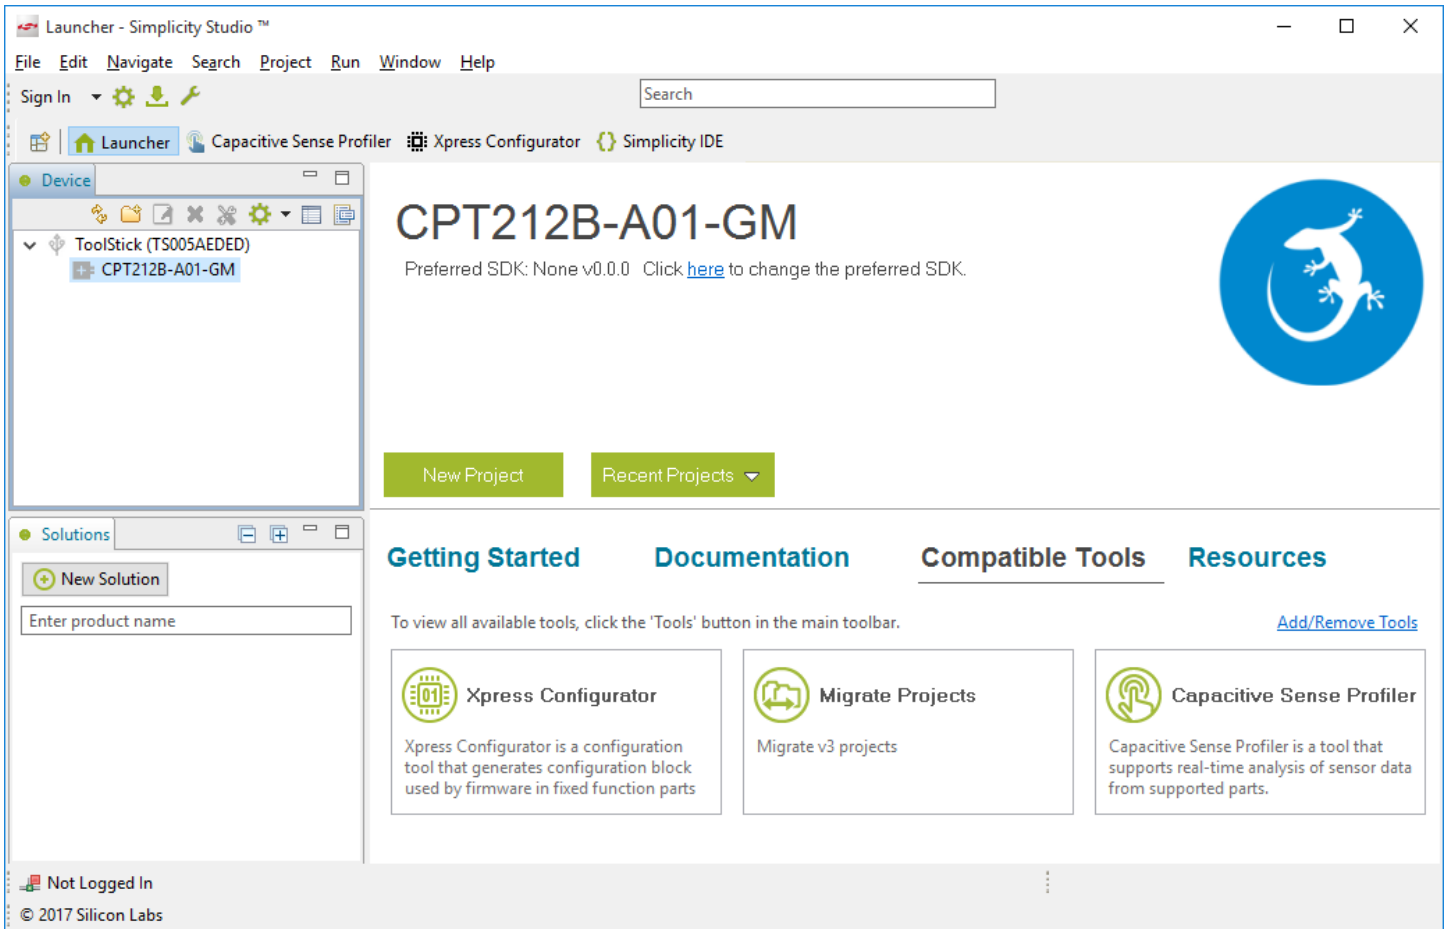 Launcher - Simplicity Studio ™
File Edit Navigate Search Project Run Window Help
Sign In
Search
Launcher Capacitive Sense Profiler Xpress Configurator Simplicity IDE
Device
ToolStick (TS005AEDED)
CPT212B-A01-GM
CPT212B-A01-GM
Preferred SDK: None v0.0.0 Click here to change the preferred SDK.
New Project
Recent Projects
Solutions
New Solution
Enter product name
Getting Started Documentation Compatible Tools Resources
To view all available tools, click the 'Tools' button in the main toolbar.
Add/Remove Tools
01
Xpress Configurator
Xpress Configurator is a configuration
tool that generates configuration block
used by firmware in fixed function parts
Migrate Projects
Migrate v3 projects
Capacitive Sense Profiler
Capacitive Sense Profiler is a tool that
supports real-time analysis of sensor data
from supported parts.
Not Logged In
© 2017 Silicon Labs